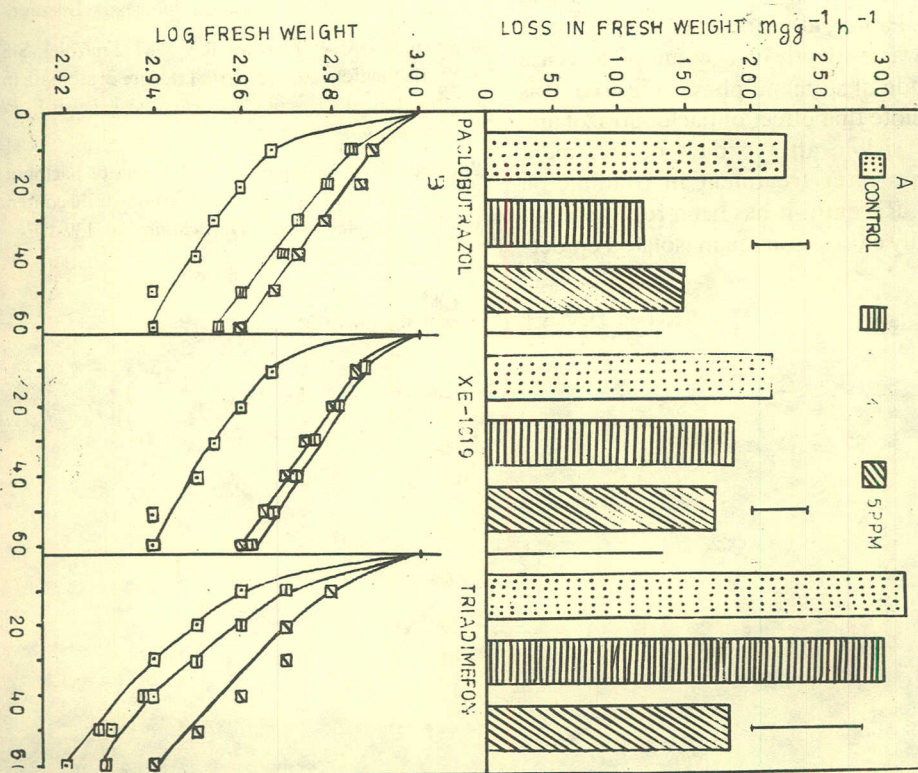 A
CONTROL
5PPM
LOSS IN FRESH WEIGHT mgg⁻¹h⁻¹
300
250
200
150
100
50
0
PACLOBUTRAZOL
XE-1019
TRIADIMEFON
B
LOG FRESH WEIGHT
3.00
2.98
2.96
2.94
2.92
0 20 40 60 20 40 60 20 40